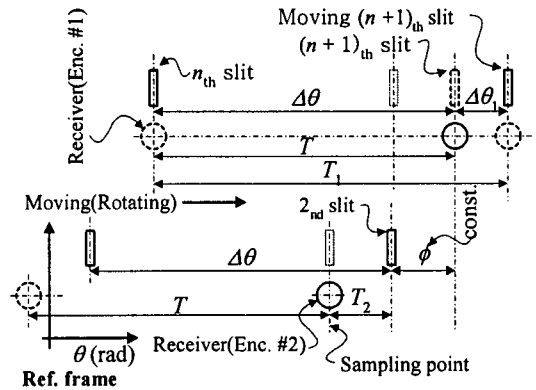 Moving (n +1)th slit
(n + 1)th slit
Receiver(Enc. #1)
nth slit
Δθ
Δθ1
T
T1
Moving(Rotating)
2nd slit
const.
Δθ
ϕ
T
T2
θ (rad)
Receiver(Enc. #2)
Sampling point
Ref. frame